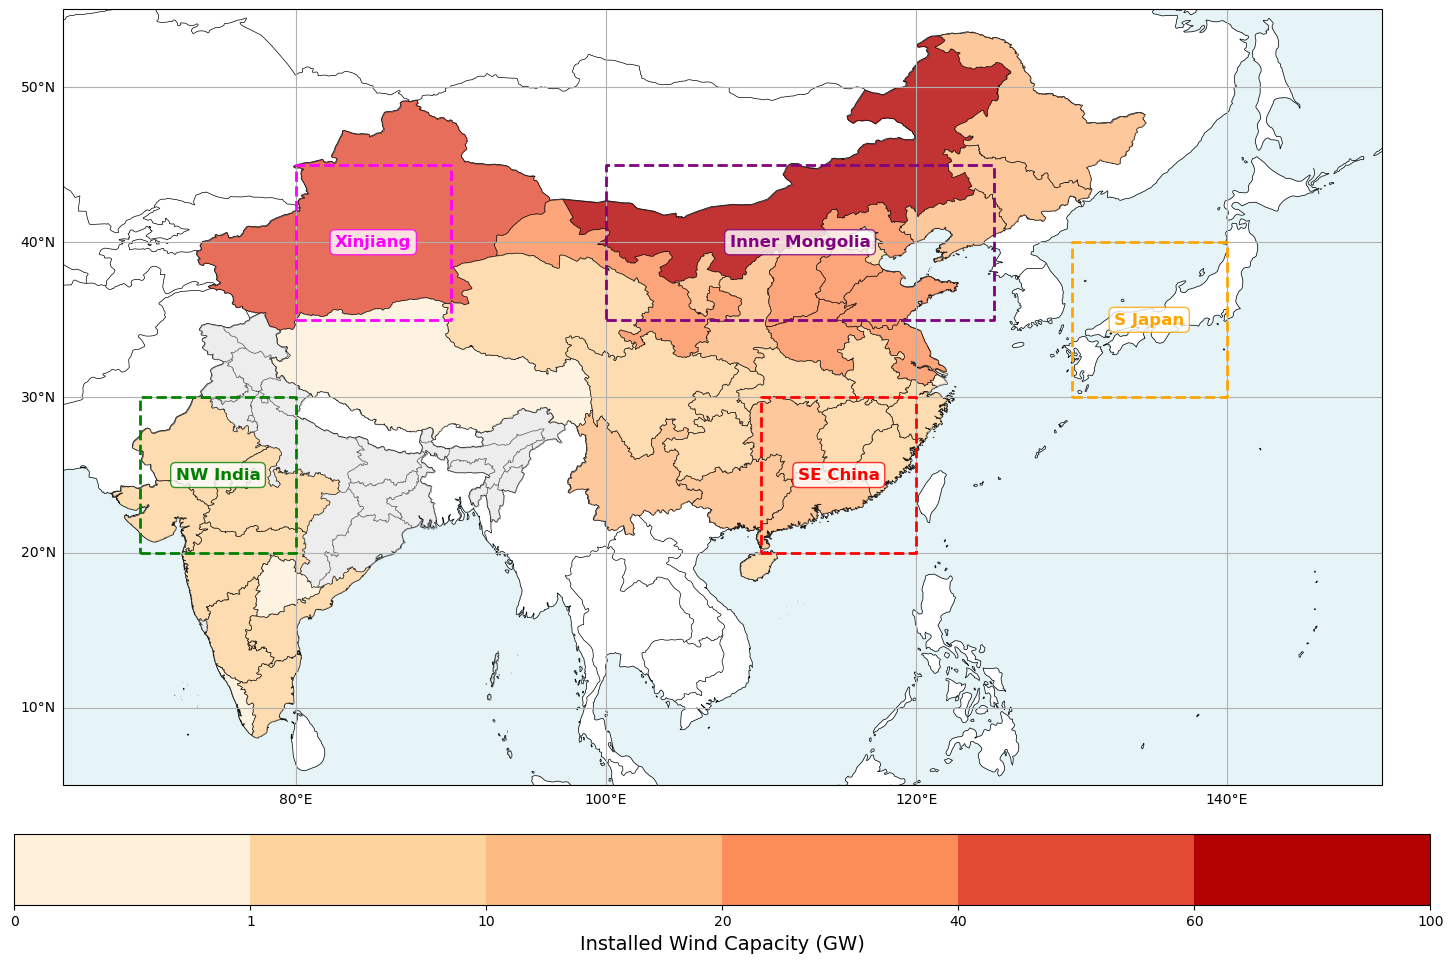 50°N
40°N
30°N
20°N
10°N
Xinjiang
Inner Mongolia
S Japan
NW India
SE China
80°E 100°E 120°E 140°E
0 1 10 20 40 60 100
Installed Wind Capacity (GW)